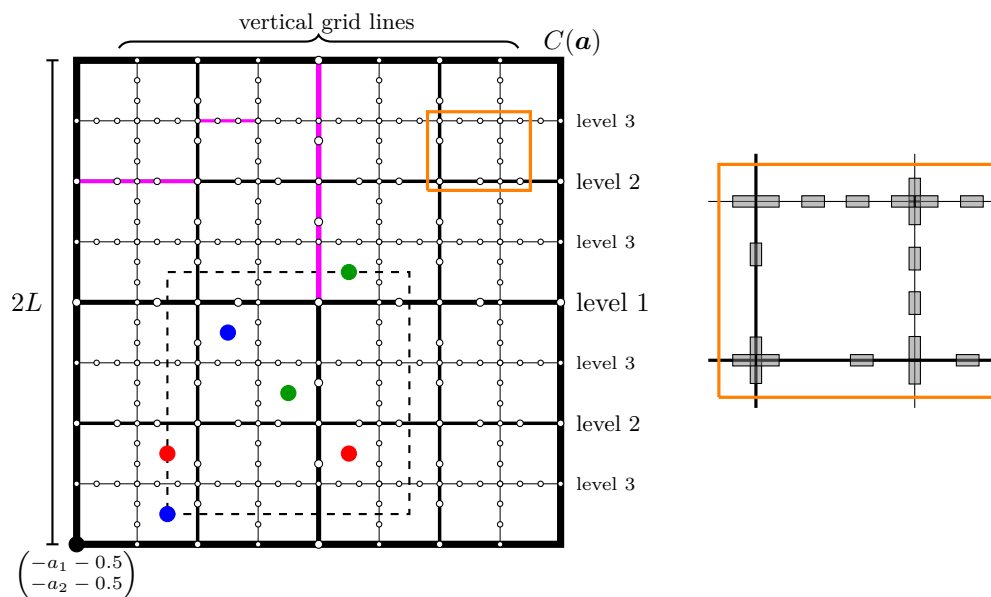 vertical grid lines
C(a)
level 3
level 2
level 3
2L
level 1
level 3
level 2
level 3
(−a₁ − 0.5
−a₂ − 0.5)